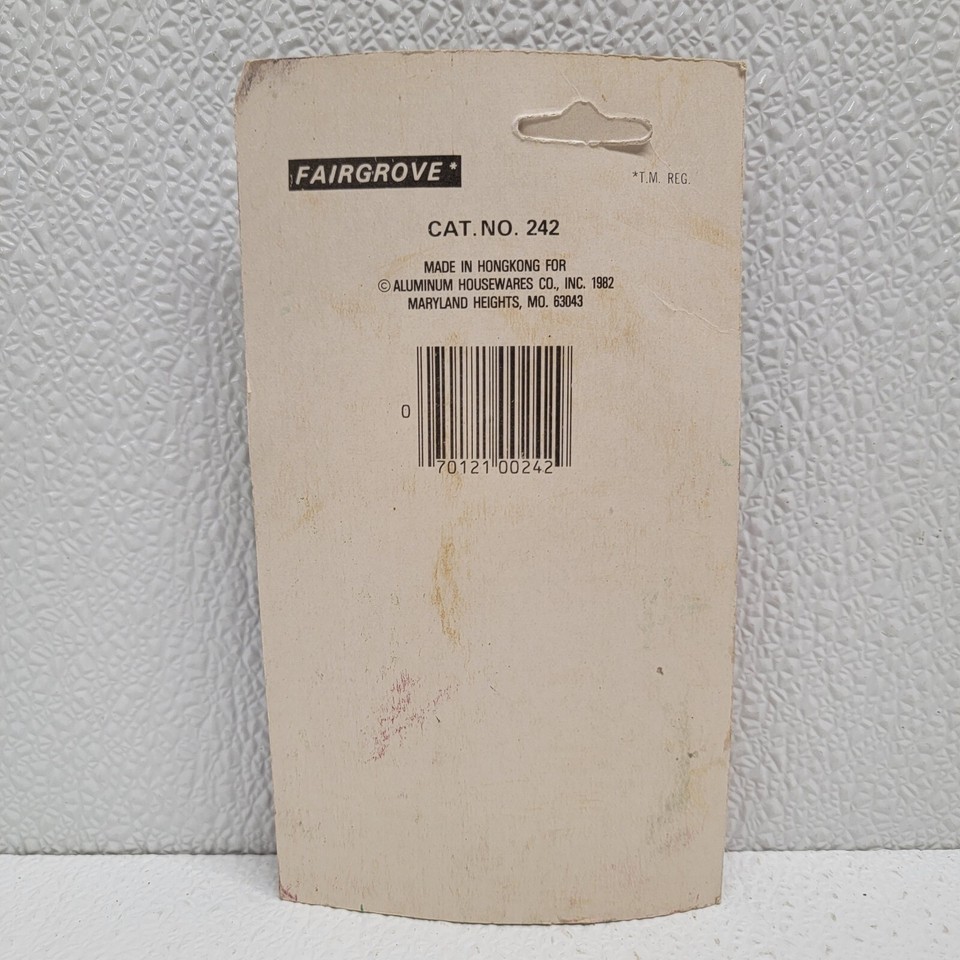 FAIRGROVE*
*T.M. REG.
CAT.NO. 242
MADE IN HONGKONG FOR
© ALUMINUM HOUSEWARES CO., INC. 1982
MARYLAND HEIGHTS, MO. 63043
0 70121 00242